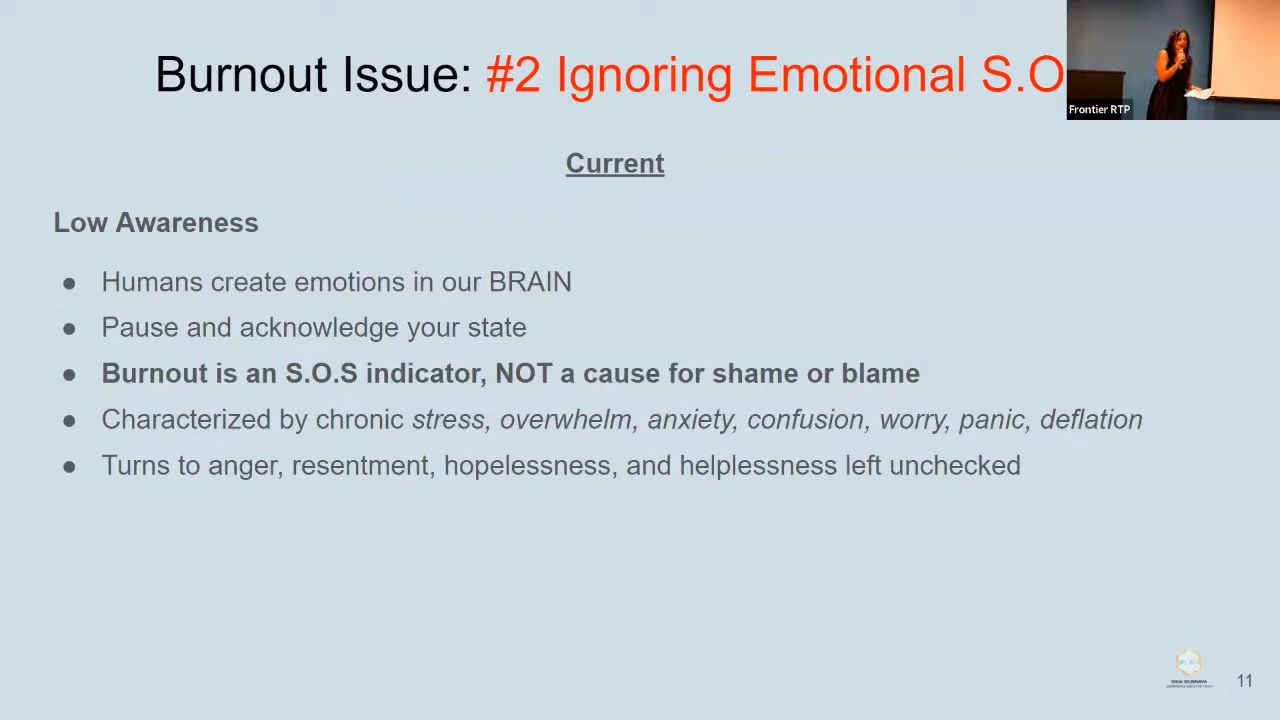 Burnout Issue: #2 Ignoring Emotional S.O
Frontier RTP
Current
Low Awareness
● Humans create emotions in our BRAIN
● Pause and acknowledge your state
● Burnout is an S.O.S indicator, NOT a cause for shame or blame
● Characterized by chronic stress, overwhelm, anxiety, confusion, worry, panic, deflation
● Turns to anger, resentment, hopelessness, and helplessness left unchecked
11